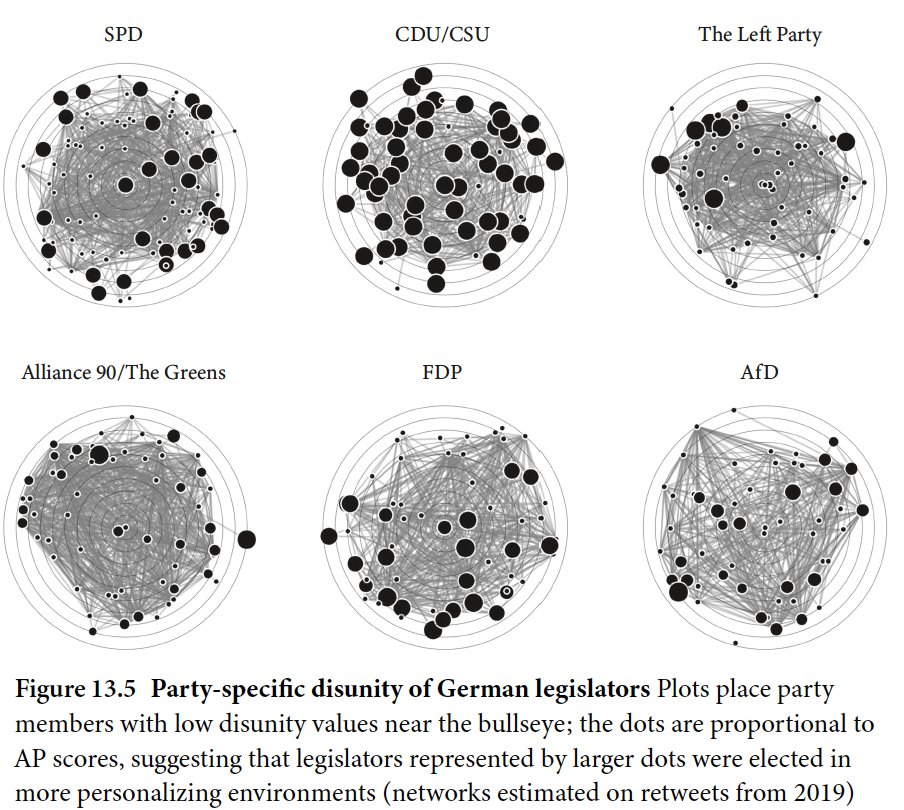 SPD
CDU/CSU
The Left Party
Alliance 90/The Greens
FDP
AfD
Figure 13.5 Party-specific disunity of German legislators Plots place party
members with low disunity values near the bullseye; the dots are proportional to
AP scores, suggesting that legislators represented by larger dots were elected in
more personalizing environments (networks estimated on retweets from 2019)